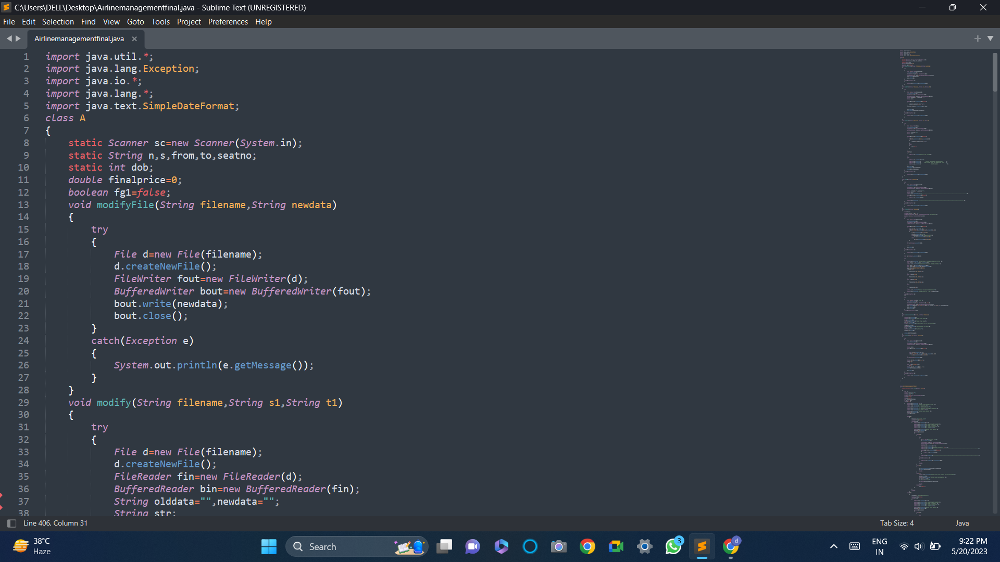 C:\Users\DELL\Desktop\Airlinemanagementfinal.java - Sublime Text (UNREGISTERED)
File Edit Selection Find View Goto Tools Project Preferences Help
Airlinemanagementfinal.java
1 import java.util.*;
2 import java.lang.Exception;
3 import java.io.*;
4 import java.lang.*;
5 import java.text.SimpleDateFormat;
6 class A
7 {
8 static Scanner sc=new Scanner(System.in);
9 static String n,s,from,to,seatno;
10 static int dob;
11 double finalprice=0;
12 boolean fg1=false;
13 void modifyFile(String filename,String newdata)
14 {
15 try
16 {
17 File d=new File(filename);
18 d.createNewFile();
19 FileWriter fout=new FileWriter(d);
20 BufferedWriter bout=new BufferedWriter(fout);
21 bout.write(newdata);
22 bout.close();
23 }
24 catch(Exception e)
25 {
26 System.out.println(e.getMessage());
27 }
28 }
29 void modify(String filename,String s1,String t1)
30 {
31 try
32 {
33 File d=new File(filename);
34 d.createNewFile();
35 FileReader fin=new FileReader(d);
36 BufferedReader bin=new BufferedReader(fin);
37 String olddata="",newdata="";
38 String str;
Line 406, Column 31
Tab Size: 4
Java
38°C
Haze
Search
3
d
ENG
IN
9:22 PM
5/20/2023